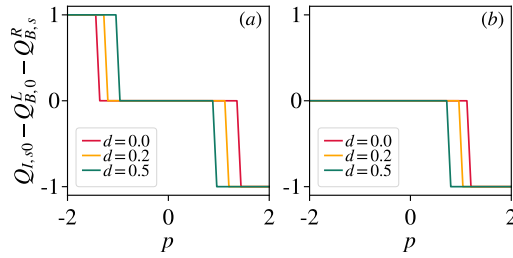 (a)
(b)
Q_{I,s0} − Q^L_{B,0} − Q^R_{B,s}
1
0
-1
d = 0.0
d = 0.2
d = 0.5
-2
0
2
p
1
0
-1
d = 0.0
d = 0.2
d = 0.5
-2
0
2
p